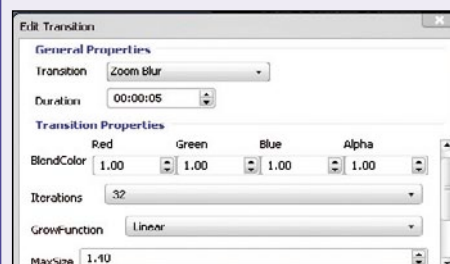 Edit Transition
General Properties
Transition Zoom Blur
Duration 00:00:05
Transition Properties
Red Green Blue Alpha
BlendColor 1.00 1.00 1.00 1.00
Iterations 32
GrowFunction Linear
MaxSize 1.40